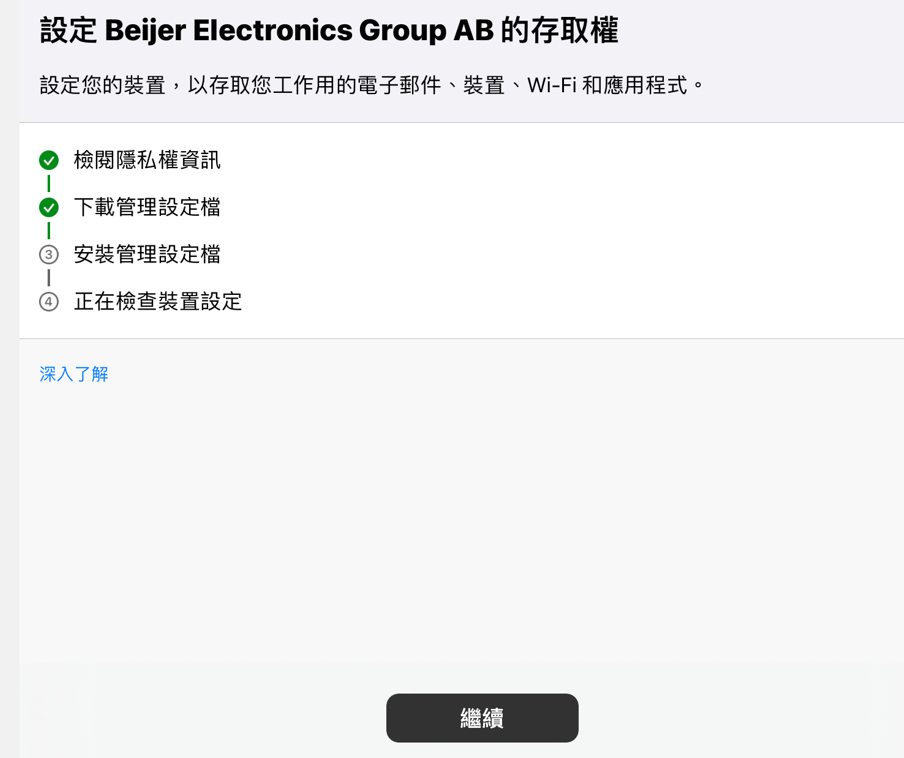 設定 Beijer Electronics Group AB 的存取權
設定您的裝置，以存取您工作用的電子郵件、裝置、Wi-Fi 和應用程式。
檢閱隱私權資訊
下載管理設定檔
3 安裝管理設定檔
4 正在檢查裝置設定
深入了解
繼續